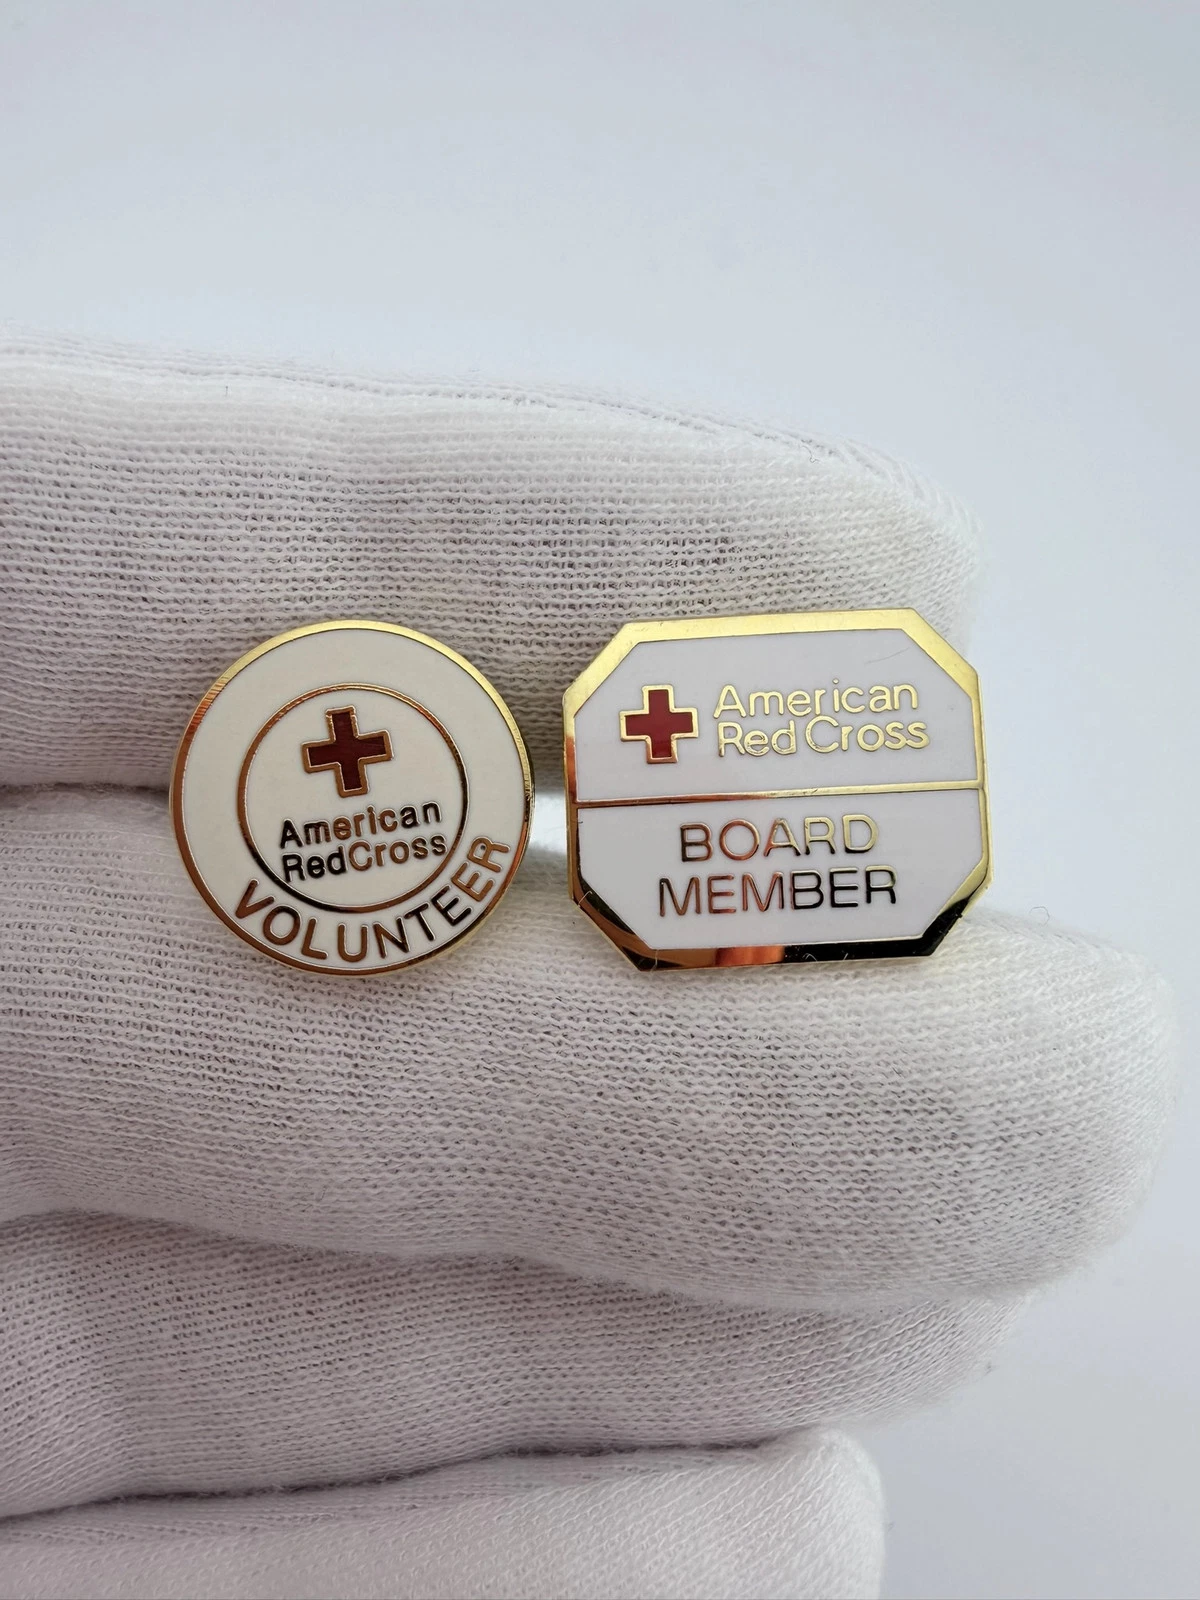 American
RedCross
VOLUNTEER
American
Red Cross
BOARD
MEMBER